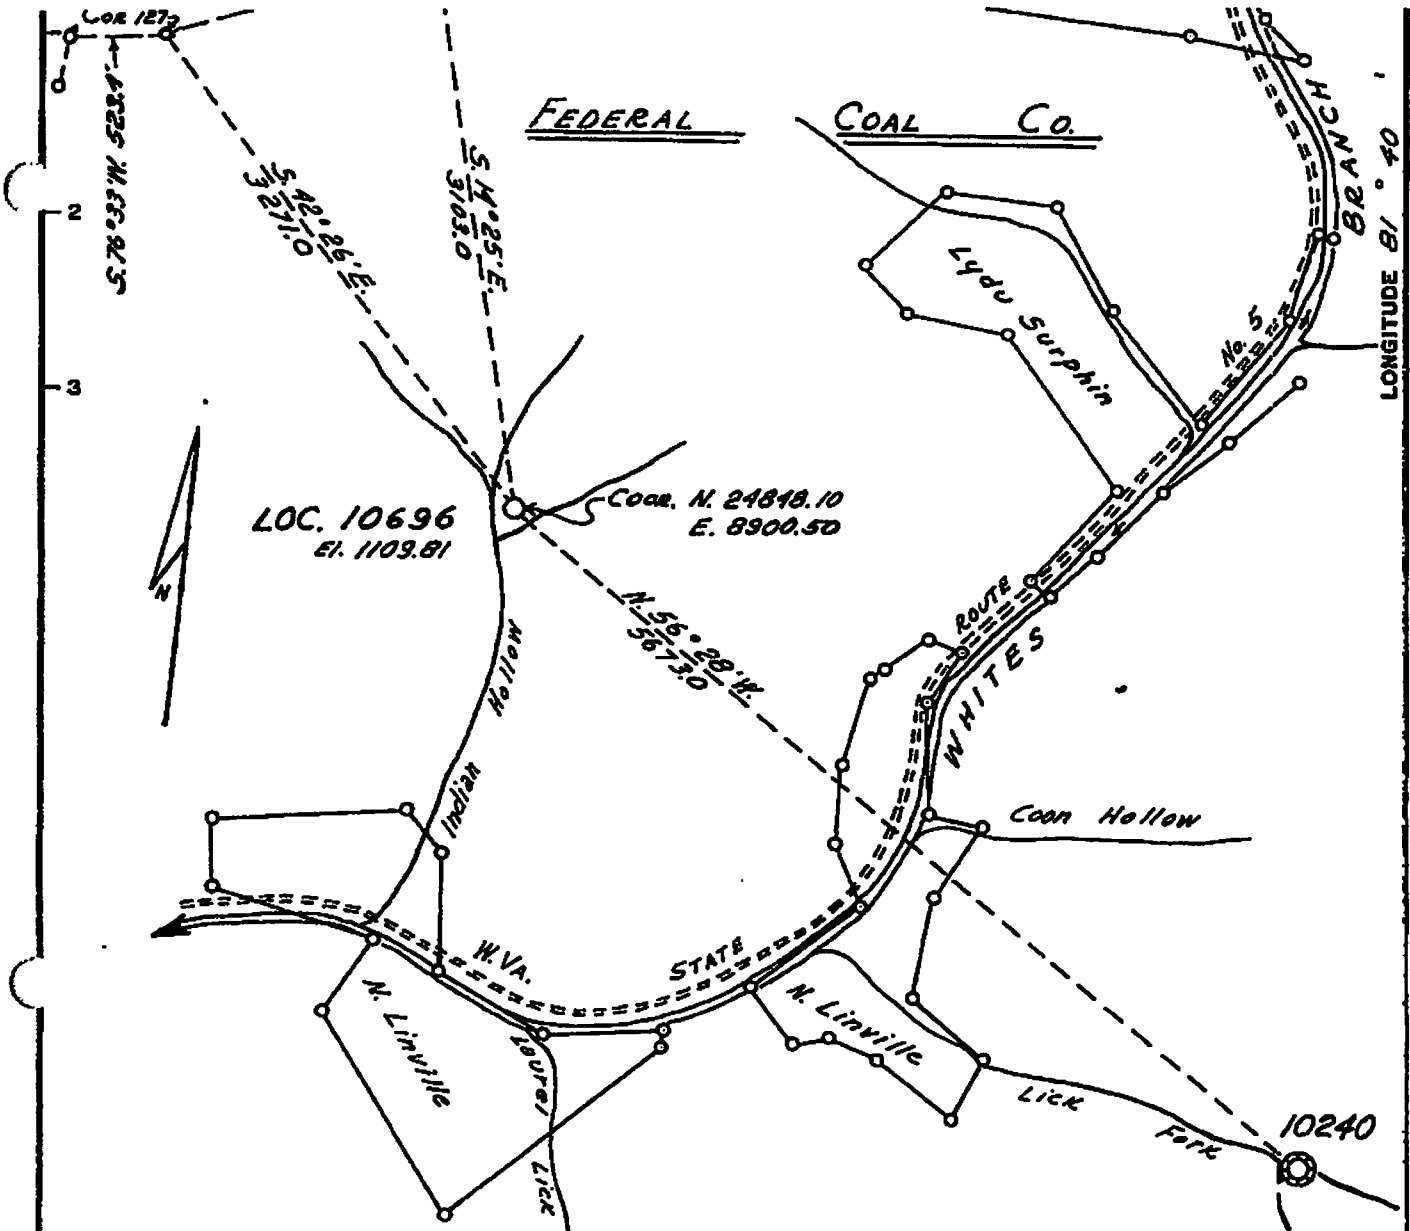 COR 127
S.76°33'W. 523.4'
FEDERAL COAL CO.
BRANCH
LONGITUDE 81° 40
2
S.42°26'E.
3271.0
S.14°25'E.
3103.0
Lydu Surphin
No. 5
3
LOC. 10696
El. 1109.81
Coor. N. 24848.10
E. 8900.50
N
N.56°28'W.
5673.0
ROUTE
WHITES
Indian Hollow
Coon Hollow
W.VA.
STATE
N. Linville
N. Linville
Laurel Lick
Lick Fork
10240